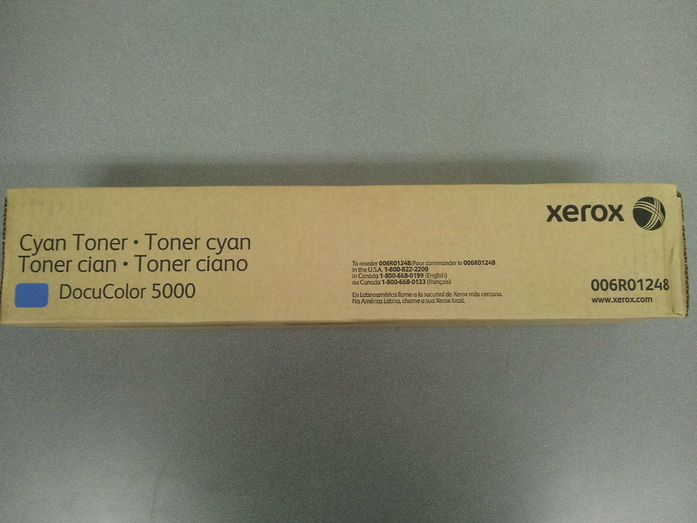 xerox
Cyan Toner • Toner cyan
Toner cian • Toner ciano
DocuColor 5000
To reorder 006R01248/Pour commander le 006R01248
in the U.S.A. 1-800-822-2200
in Canada 1-800-668-0199 (English)
au Canada 1-800-668-0133 (français)
En Latinoamérica llame a la sucursal de Xerox más cercana.
Na América Latina, chame a sua Xerox local.
006R01248
www.xerox.com